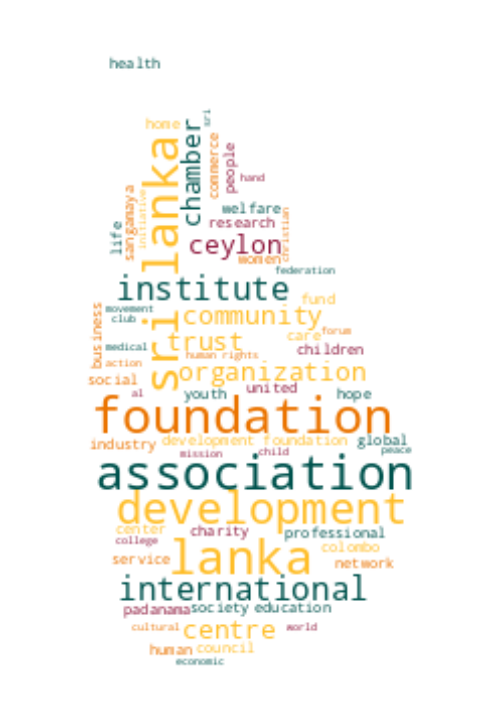 health
sri
home
lanka
chamber
commerce
people
hand
sangamaya
initiative
welfare
christian
life
research
ceylon
women
federation
institute
fund
movement
business
sri
community
club
trust
care
forum
medical
human rights
children
action
organization
social
al
united
youth
hope
foundation
industry
development foundation
global
mission
child
peace
association
development
center
charity
professional
college
lanka
colombo
service
network
international
padanama
society
education
cultural
centre
world
human
council
economic